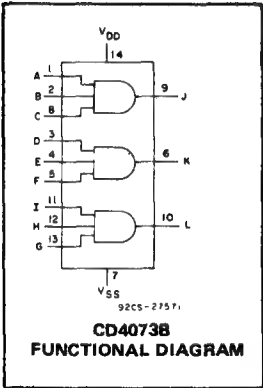 VDD
14
A 1
B 2
C 8
9 J
D 3
E 4
F 5
6 K
I 11
H 12
G 13
10 L
7
VSS
92CS-27571
CD4073B
FUNCTIONAL DIAGRAM